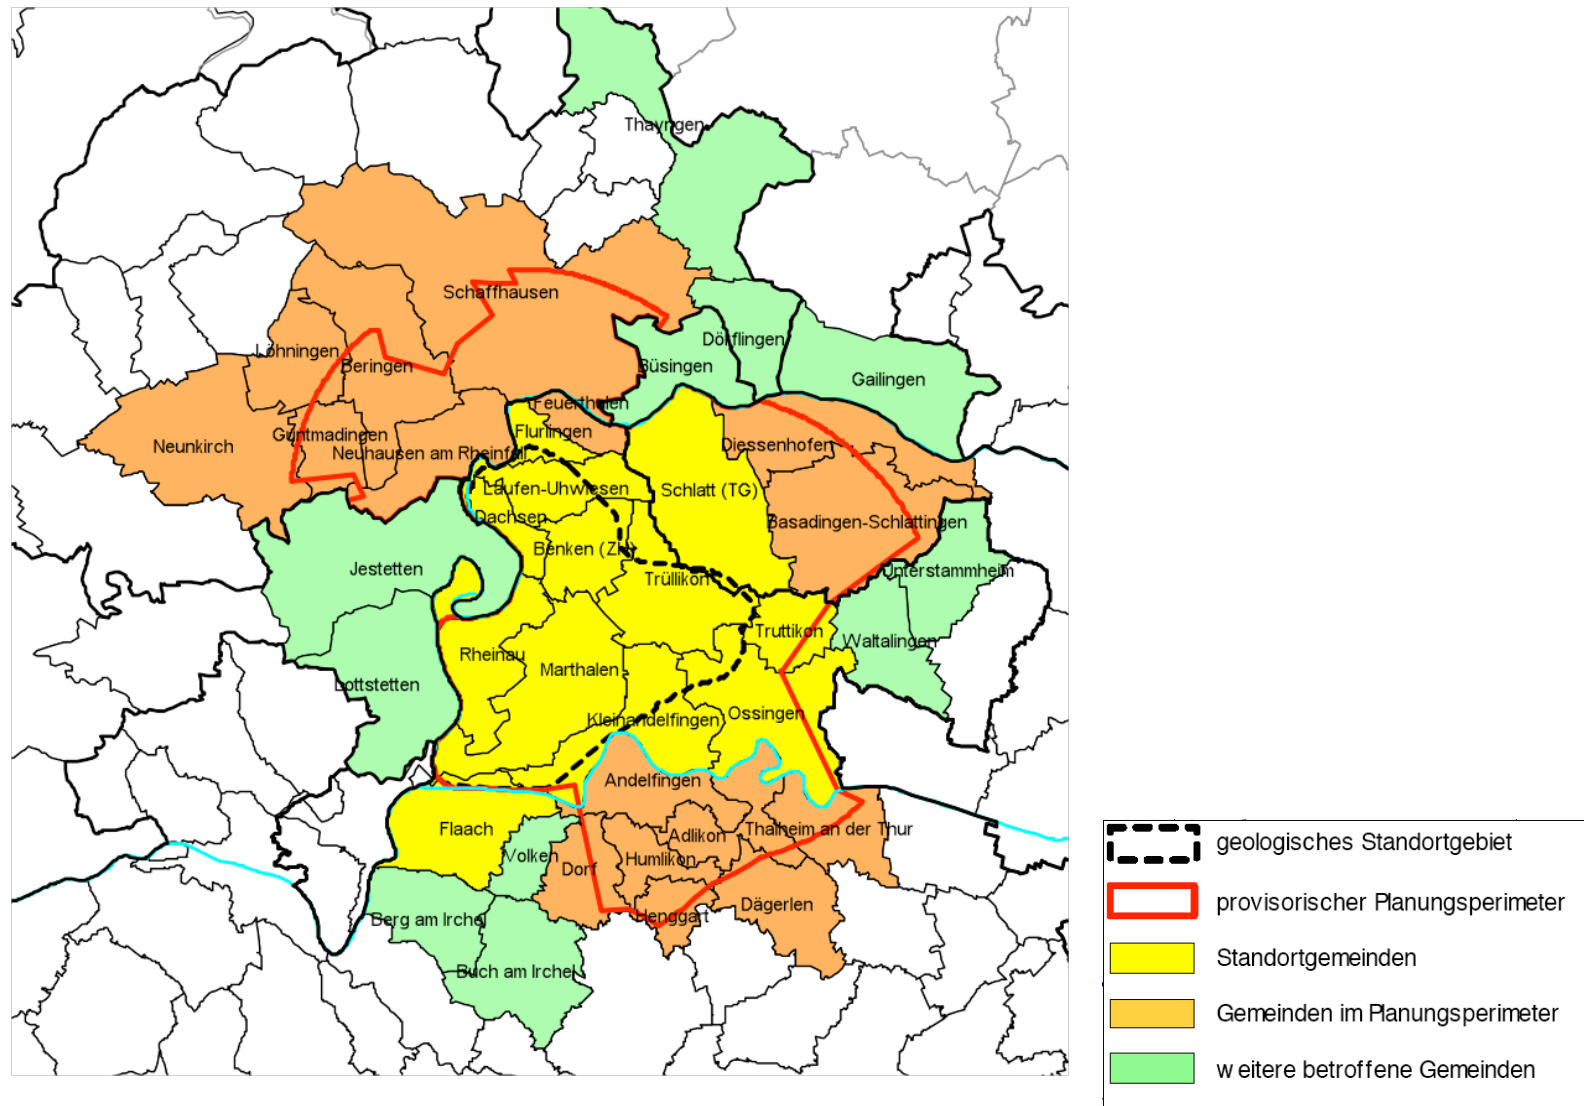 Thayngen
Schaffhausen
Dörflingen
Löhningen
Beringen
Büsingen
Gailingen
Feuerthalen
Flurlingen
Guntmadingen
Neunkirch
Neuhausen am Rheinfall
Diessenhofen
Laufen-Uhwiesen
Schlatt (TG)
Dachsen
Basadingen-Schlattingen
Benken (ZH)
Jestetten
Trüllikon
Unterstammheim
Truttikon
Waltalingen
Rheinau
Marthalen
Lottstetten
Kleinandelfingen
Ossingen
Andelfingen
Flaach
Adlikon
Thalheim an der Thur
Volken
Humlikon
Dorf
Dägerlen
Berg am Irchel
Henggart
Buch am Irchel
geologisches Standortgebiet
provisorischer Planungsperimeter
Standortgemeinden
Gemeinden im Planungsperimeter
weitere betroffene Gemeinden